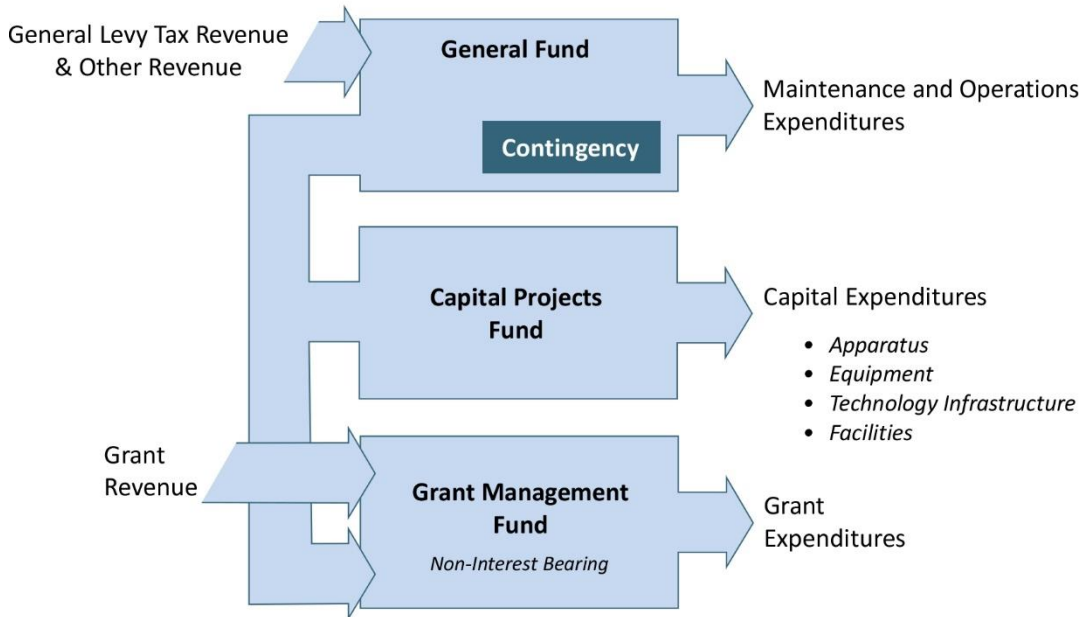 General Levy Tax Revenue
& Other Revenue
General Fund
Contingency
Maintenance and Operations
Expenditures
Capital Projects
Fund
Capital Expenditures
• Apparatus
• Equipment
• Technology Infrastructure
• Facilities
Grant
Revenue
Grant Management
Fund
Non-Interest Bearing
Grant
Expenditures